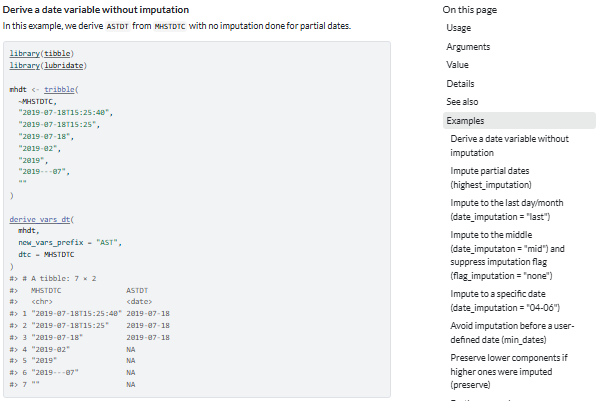 Derive a date variable without imputation
In this example, we derive ASTDT from MHSTDTC with no imputation done for partial dates.
library(tibble)
library(lubridate)
mhdt <- tribble(
~MHSTDTC,
"2019-07-18T15:25:40",
"2019-07-18T15:25",
"2019-07-18",
"2019-02",
"2019",
"2019---07",
""
)
derive_vars_dt(
mhdt,
new_vars_prefix = "AST",
dtc = MHSTDTC
)
#> # A tibble: 7 × 2
#>   MHSTDTC               ASTDT
#>   <chr>                 <date>
#> 1 "2019-07-18T15:25:40" 2019-07-18
#> 2 "2019-07-18T15:25"    2019-07-18
#> 3 "2019-07-18"          2019-07-18
#> 4 "2019-02"             NA
#> 5 "2019"                NA
#> 6 "2019---07"           NA
#> 7 ""                    NA
On this page
Usage
Arguments
Value
Details
See also
Examples
Derive a date variable without
imputation
Impute partial dates
(highest_imputation)
Impute to the last day/month
(date_imputation = "last")
Impute to the middle
(date_imputaton = "mid") and
suppress imputation flag
(flag_imputation = "none")
Impute to a specific date
(date_imputation = "04-06")
Avoid imputation before a user-
defined date (min_dates)
Preserve lower components if
higher ones were imputed
(preserve)